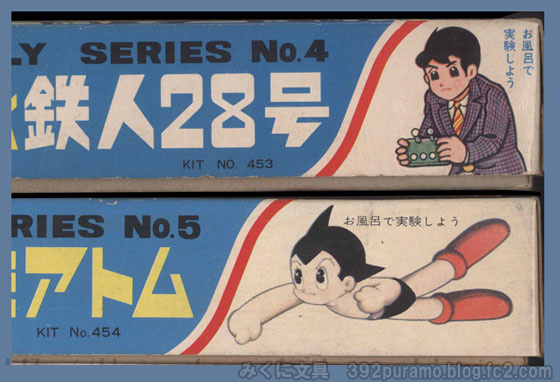 LY SERIES No.4
鉄人28号
KIT NO. 453
お風呂で
実験しよう
RIES No.5
アトム
KIT No.454
お風呂で実験しよう
みくに文具 392puramo.blog.fc2.com